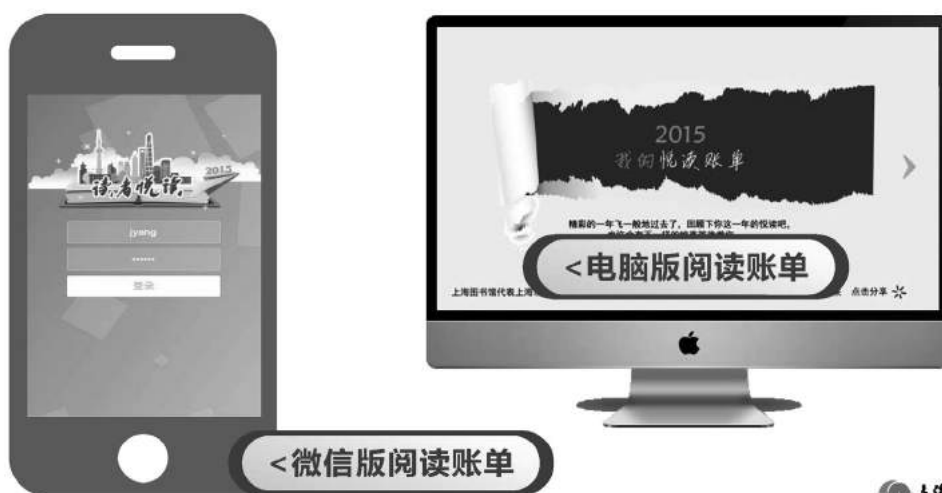 读者悦读
2015
jyang
登录
<微信版阅读账单
2015
我的悦读账单
精彩的一年飞一般地过去了,回顾下你这一年的悦读吧。
<电脑版阅读账单
上海图书馆代表上海
点击分享
上海